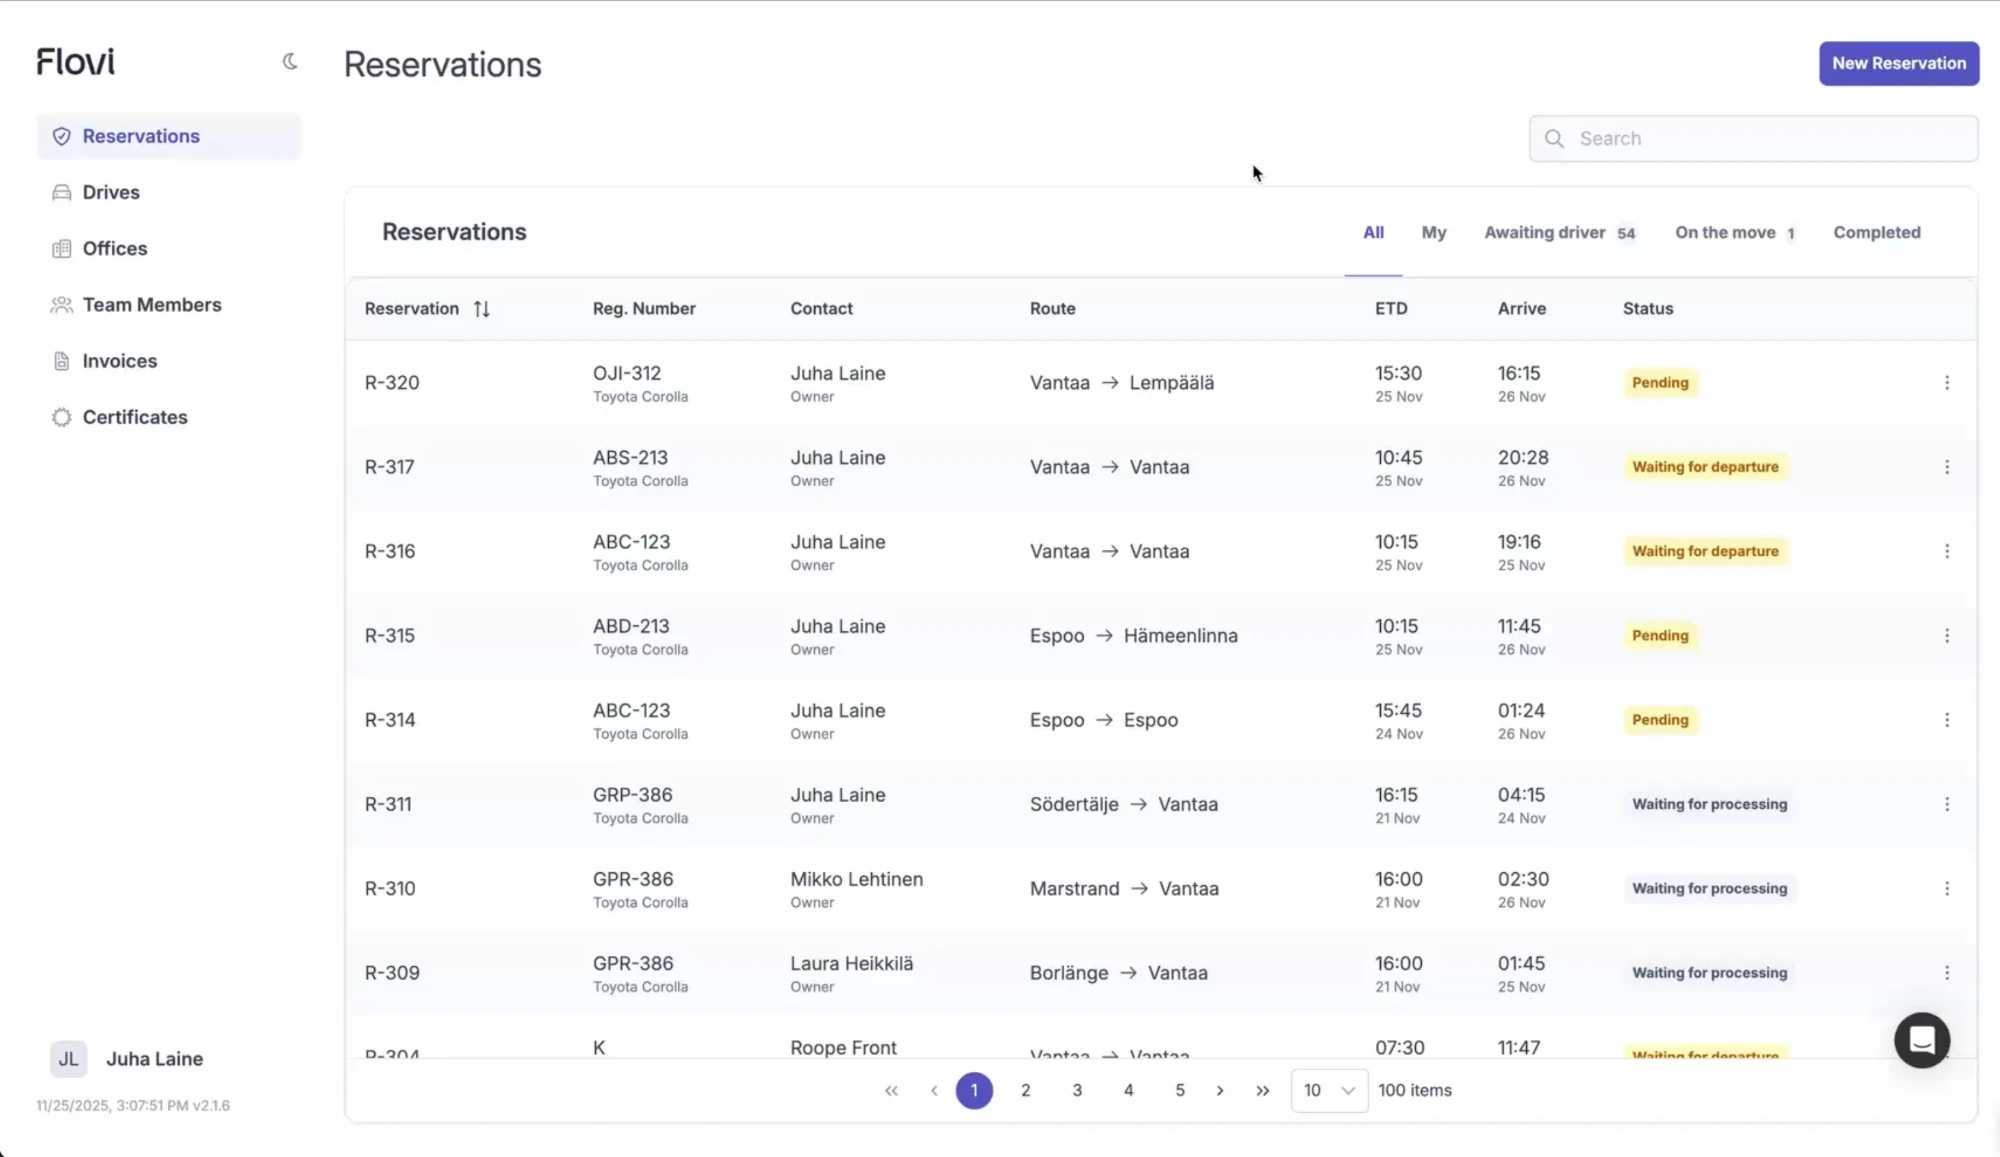 Flovi
Reservations
New Reservation
Search
Reservations
Drives
Offices
Team Members
Invoices
Certificates
Reservations
All My Awaiting driver 54 On the move 1 Completed
Reservation Reg. Number Contact Route ETD Arrive Status
R-320 OJI-312 Juha Laine Vantaa → Lempäälä 15:30 16:15 Pending
Toyota Corolla Owner 25 Nov 26 Nov
R-317 ABS-213 Juha Laine Vantaa → Vantaa 10:45 20:28 Waiting for departure
Toyota Corolla Owner 25 Nov 26 Nov
R-316 ABC-123 Juha Laine Vantaa → Vantaa 10:15 19:16 Waiting for departure
Toyota Corolla Owner 25 Nov 25 Nov
R-315 ABD-213 Juha Laine Espoo → Hämeenlinna 10:15 11:45 Pending
Toyota Corolla Owner 25 Nov 26 Nov
R-314 ABC-123 Juha Laine Espoo → Espoo 15:45 01:24 Pending
Toyota Corolla Owner 24 Nov 26 Nov
R-311 GRP-386 Juha Laine Södertälje → Vantaa 16:15 04:15 Waiting for processing
Toyota Corolla Owner 21 Nov 24 Nov
R-310 GPR-386 Mikko Lehtinen Marstrand → Vantaa 16:00 02:30 Waiting for processing
Toyota Corolla Owner 21 Nov 26 Nov
R-309 GPR-386 Laura Heikkilä Borlänge → Vantaa 16:00 01:45 Waiting for processing
Toyota Corolla Owner 21 Nov 25 Nov
R-304 K Roope Front Vantaa → Vantaa 07:30 11:47 Waiting for departure
« ‹ 1 2 3 4 5 › » 10 100 items
JL Juha Laine
11/25/2025, 3:07:51 PM v2.1.6